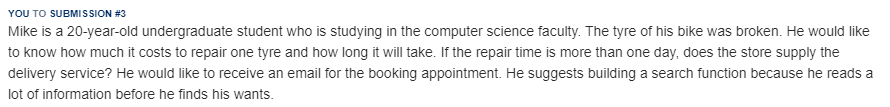 YOU TO SUBMISSION #3
Mike is a 20-year-old undergraduate student who is studying in the computer science faculty. The tyre of his bike was broken. He would like
to know how much it costs to repair one tyre and how long it will take. If the repair time is more than one day, does the store supply the
delivery service? He would like to receive an email for the booking appointment. He suggests building a search function because he reads a
lot of information before he finds his wants.